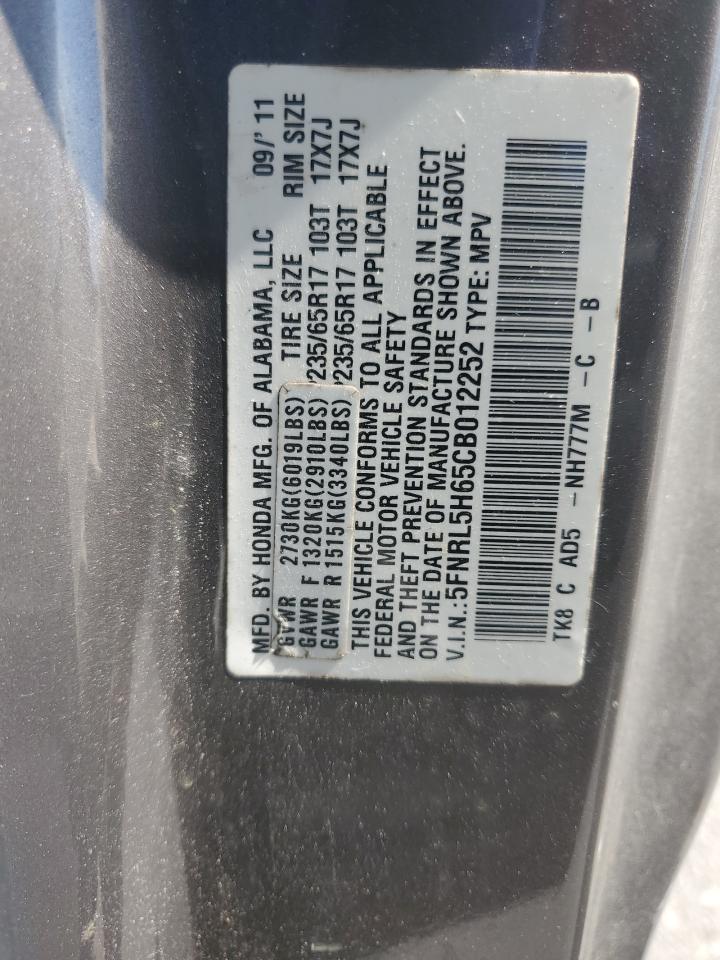 MFD. BY HONDA MFG. OF ALABAMA, LLC 09/' 11
GVWR 2730KG(6019LBS) TIRE SIZE RIM SIZE
GAWR F 1320KG(2910LBS) P235/65R17 103T 17X7J
GAWR R 1515KG(3340LBS) P235/65R17 103T 17X7J
THIS VEHICLE CONFORMS TO ALL APPLICABLE
FEDERAL MOTOR VEHICLE SAFETY
AND THEFT PREVENTION STANDARDS IN EFFECT
ON THE DATE OF MANUFACTURE SHOWN ABOVE.
V.I.N.:5FNRL5H65CB012252 TYPE: MPV
TK8 C AD5 -NH777M -C -B